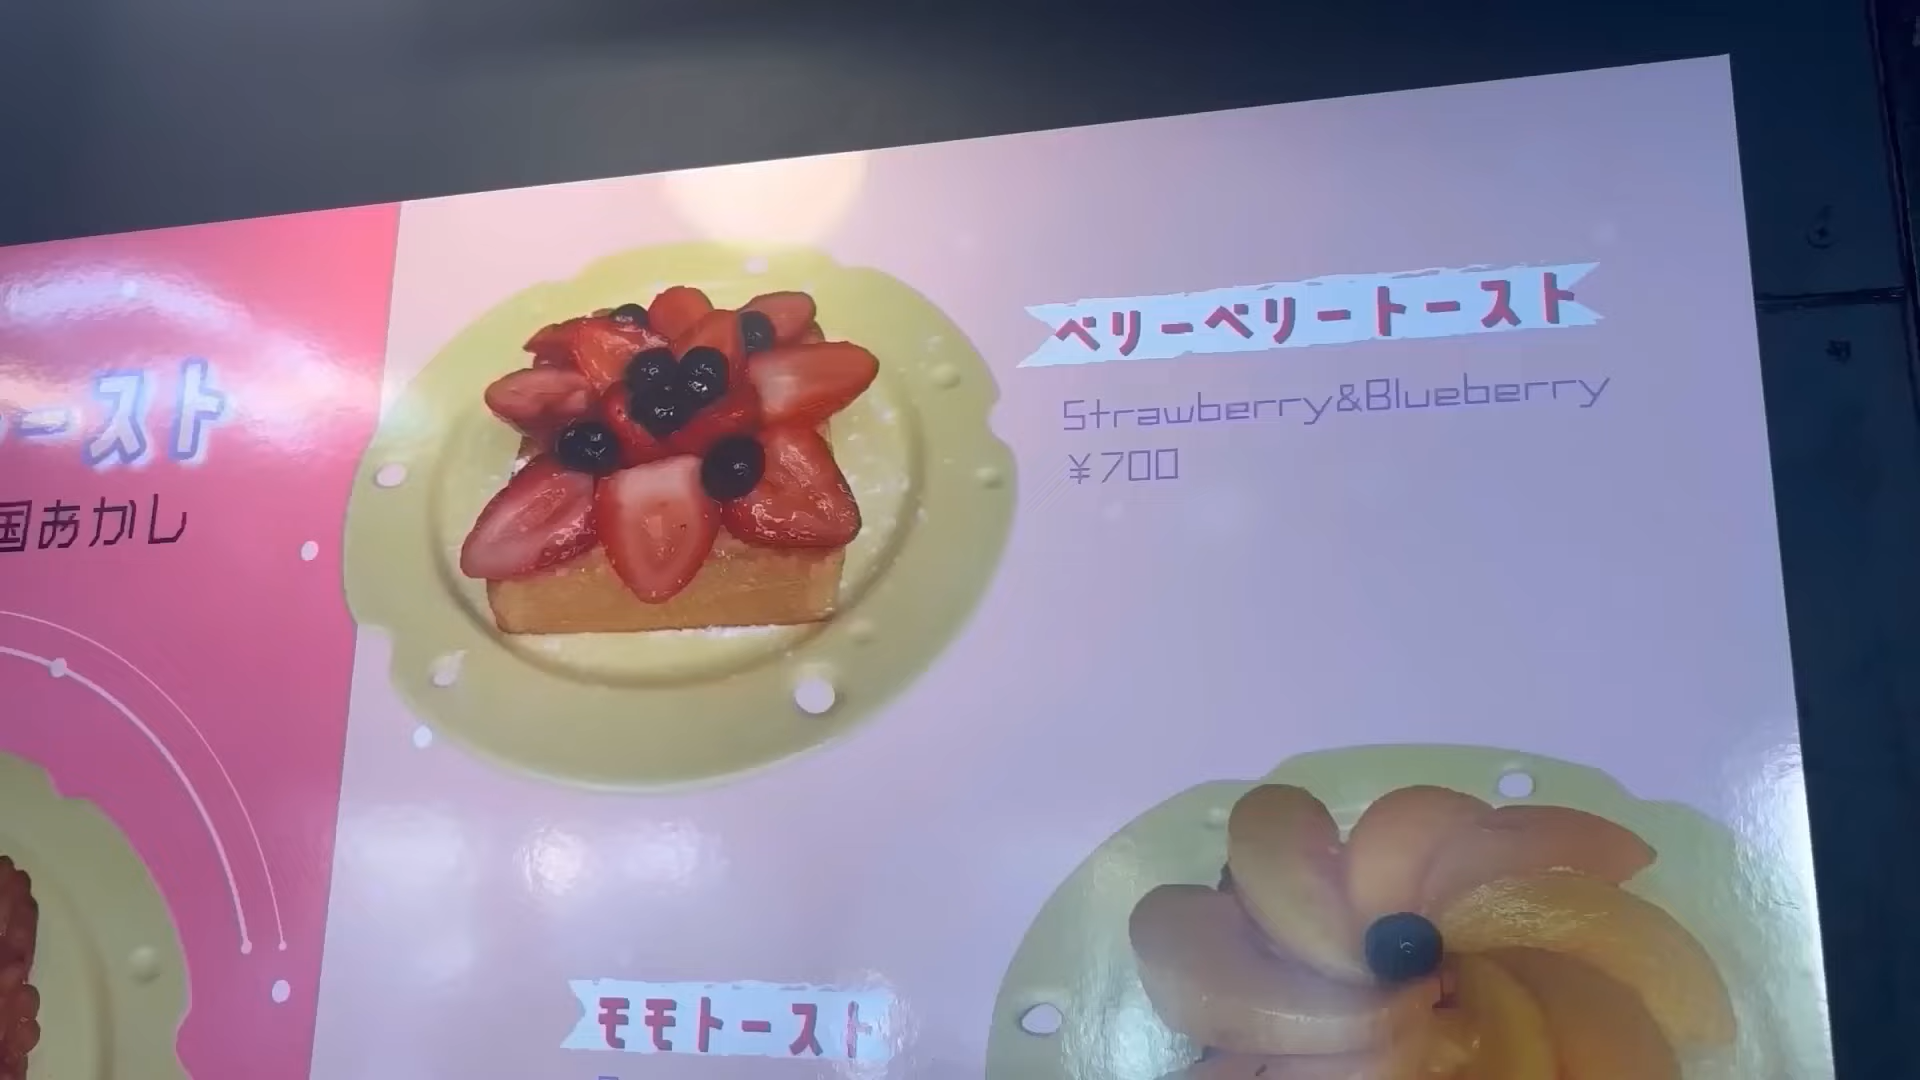 ースト
国あかし
ベリーベリートースト
Strawberry&Blueberry
¥700
モモトースト